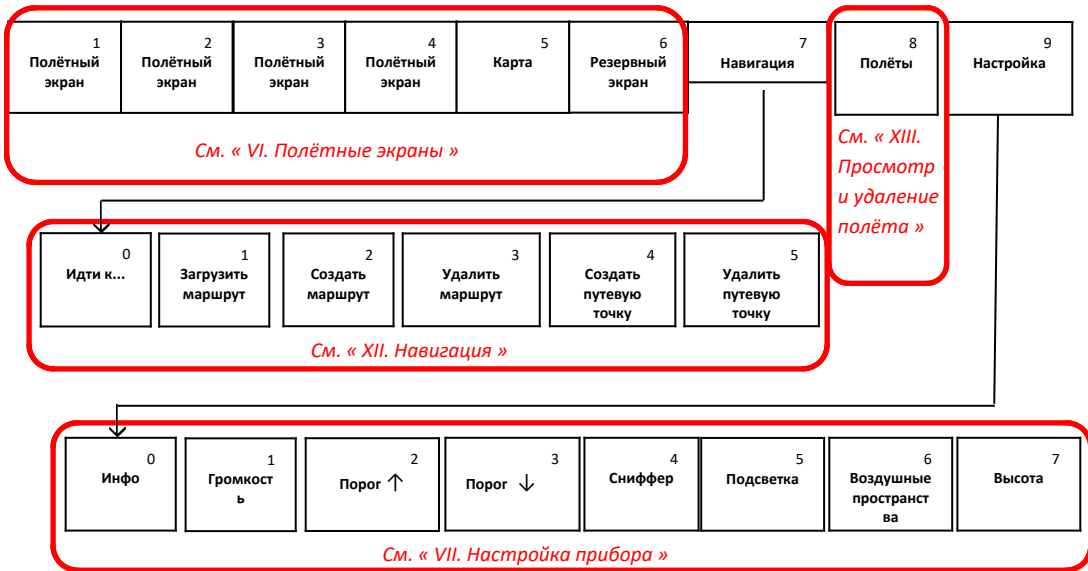 1
Полётный
экран
2
Полётный
экран
3
Полётный
экран
4
Полётный
экран
5
Карта
6
Резервный
экран
7
Навигация
8
Полёты
9
Настройка
См. « VI. Полётные экраны »
См. « XIII.
Просмотр
и удаление
полёта »
0
Идти к...
1
Загрузить
маршрут
2
Создать
маршрут
3
Удалить
маршрут
4
Создать
путевую
точку
5
Удалить
путевую
точку
См. « XII. Навигация »
0
Инфо
1
Громкост
ь
2
Порог ↑
3
Порог ↓
4
Сниффер
5
Подсветка
6
Воздушные
пространст
ва
7
Высота
См. « VII. Настройка прибора »